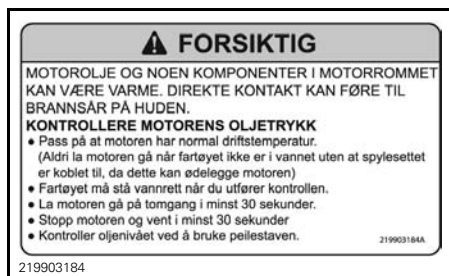 FORSIKTIG
MOTOROLJE OG NOEN KOMPONENTER I MOTORROMMET
KAN VÆRE VARME. DIREKTE KONTAKT KAN FØRE TIL
BRANNSÅR PÅ HUDEN.
KONTROLLERE MOTORENS OLJETRYKK
• Pass på at motoren har normal driftstemperatur.
(Aldri la motoren gå når fartøyet ikke er i vannet uten at spylesettet
er koblet til, da dette kan ødelegge motoren)
• Fartøyet må stå vannrett når du utfører kontrollen.
• La motoren gå på tomgang i minst 30 sekunder.
• Stopp motoren og vent i minst 30 sekunder
• Kontroller oljenivået ved å bruke peilestaven.
219903184A
219903184